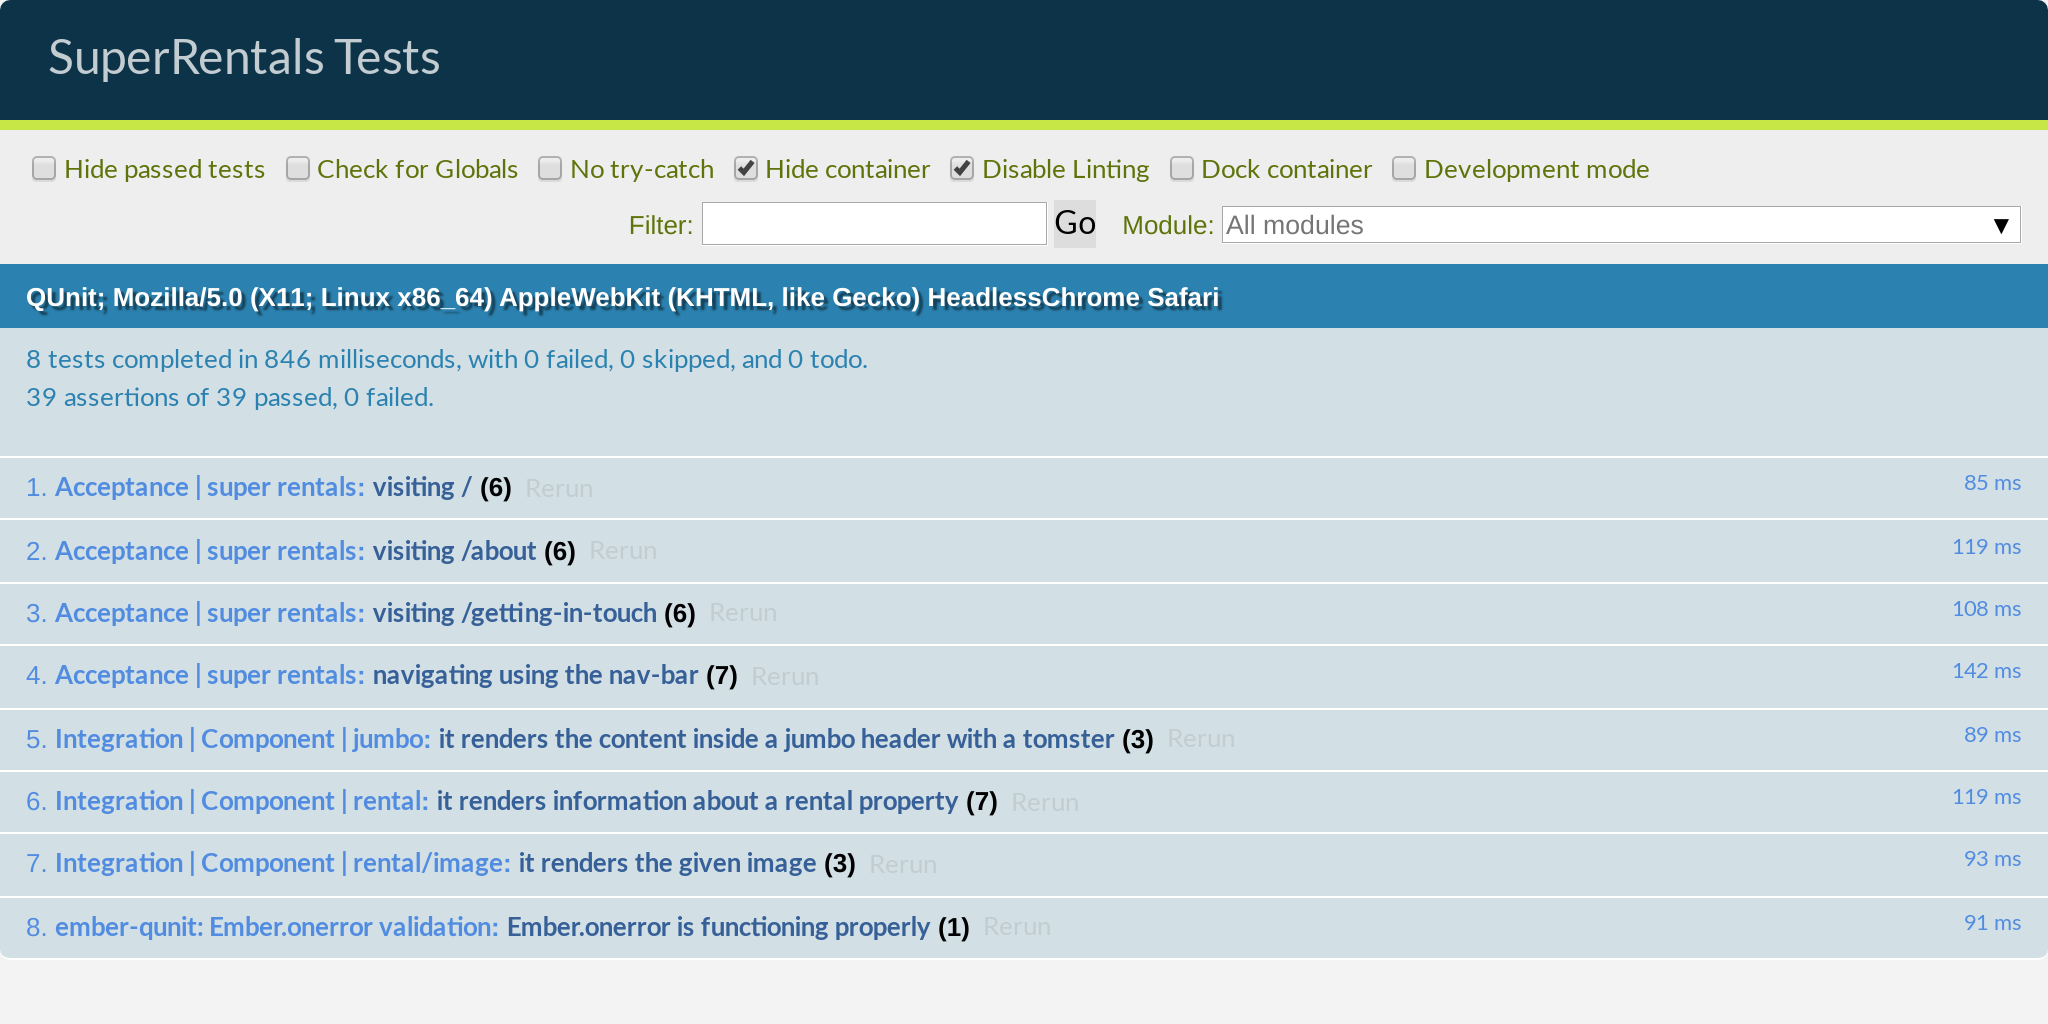 SuperRentals Tests
Hide passed tests Check for Globals No try-catch Hide container Disable Linting Dock container Development mode
Filter: Go Module: All modules ▼
QUnit; Mozilla/5.0 (X11; Linux x86_64) AppleWebKit (KHTML, like Gecko) HeadlessChrome Safari
8 tests completed in 846 milliseconds, with 0 failed, 0 skipped, and 0 todo.
39 assertions of 39 passed, 0 failed.
1. Acceptance | super rentals: visiting / (6) Rerun 85 ms
2. Acceptance | super rentals: visiting /about (6) Rerun 119 ms
3. Acceptance | super rentals: visiting /getting-in-touch (6) Rerun 108 ms
4. Acceptance | super rentals: navigating using the nav-bar (7) Rerun 142 ms
5. Integration | Component | jumbo: it renders the content inside a jumbo header with a tomster (3) Rerun 89 ms
6. Integration | Component | rental: it renders information about a rental property (7) Rerun 119 ms
7. Integration | Component | rental/image: it renders the given image (3) Rerun 93 ms
8. ember-qunit: Ember.onerror validation: Ember.onerror is functioning properly (1) Rerun 91 ms